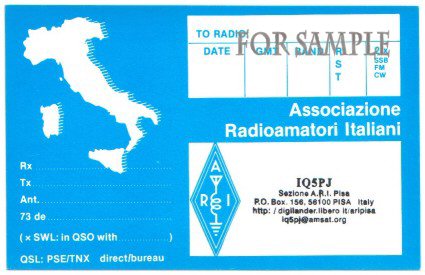 TO RADIO:
FOR SAMPLE
DATE GMT BAND R S T 2x SSB FM CW
Associazione
Radioamatori Italiani
Rx
Tx
Ant.
73 de
( x SWL: in QSO with )
QSL: PSE/TNX direct/bureau
A
R I
IQ5PJ
Sezione A.R.I. Pisa
P.O. Box. 156, 56100 PISA Italy
http://digilander.libero.it/aripisa
iq5pj@amsat.org